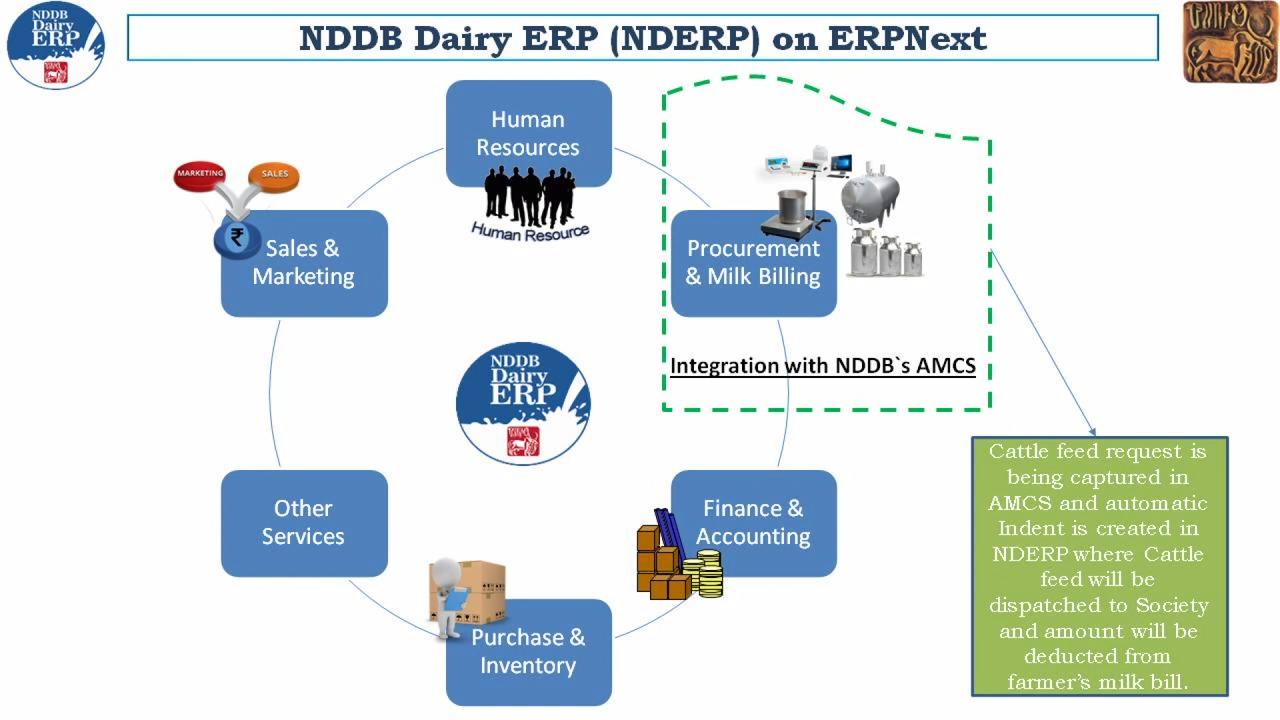 NDDB
Dairy
ERP
NDDB Dairy ERP (NDERP) on ERPNext
Human
Resources
Human Resource
MARKETING
SALES
₹
Sales &
Marketing
Procurement
& Milk Billing
Integration with NDDB`s AMCS
NDDB
Dairy
ERP
Other
Services
Finance &
Accounting
Purchase &
Inventory
Cattle feed request is
being captured in
AMCS and automatic
Indent is created in
NDERP where Cattle
feed will be
dispatched to Society
and amount will be
deducted from
farmer’s milk bill.